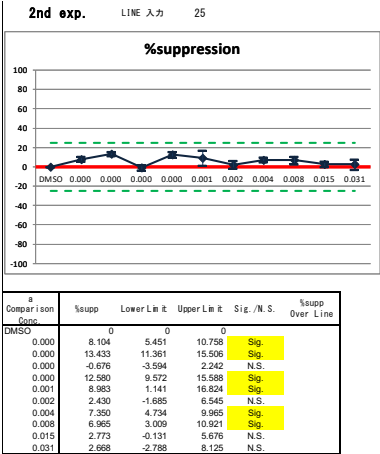 2nd exp. LINE 入力 25
%suppression
100
80
60
40
20
0
-20
-40
-60
-80
-100
DMSO 0.000 0.000 0.000 0.000 0.001 0.002 0.004 0.008 0.015 0.031
a
Comparison Conc. %supp Lower Limit Upper Limit Sig./N.S. %supp Over Line
DMSO 0 0 0
0.000 8.104 5.451 10.758 Sig.
0.000 13.433 11.361 15.506 Sig.
0.000 -0.676 -3.594 2.242 N.S.
0.000 12.580 9.572 15.588 Sig.
0.001 8.983 1.141 16.824 Sig.
0.002 2.430 -1.685 6.545 N.S.
0.004 7.350 4.734 9.965 Sig.
0.008 6.965 3.009 10.921 Sig.
0.015 2.773 -0.131 5.676 N.S.
0.031 2.668 -2.788 8.125 N.S.